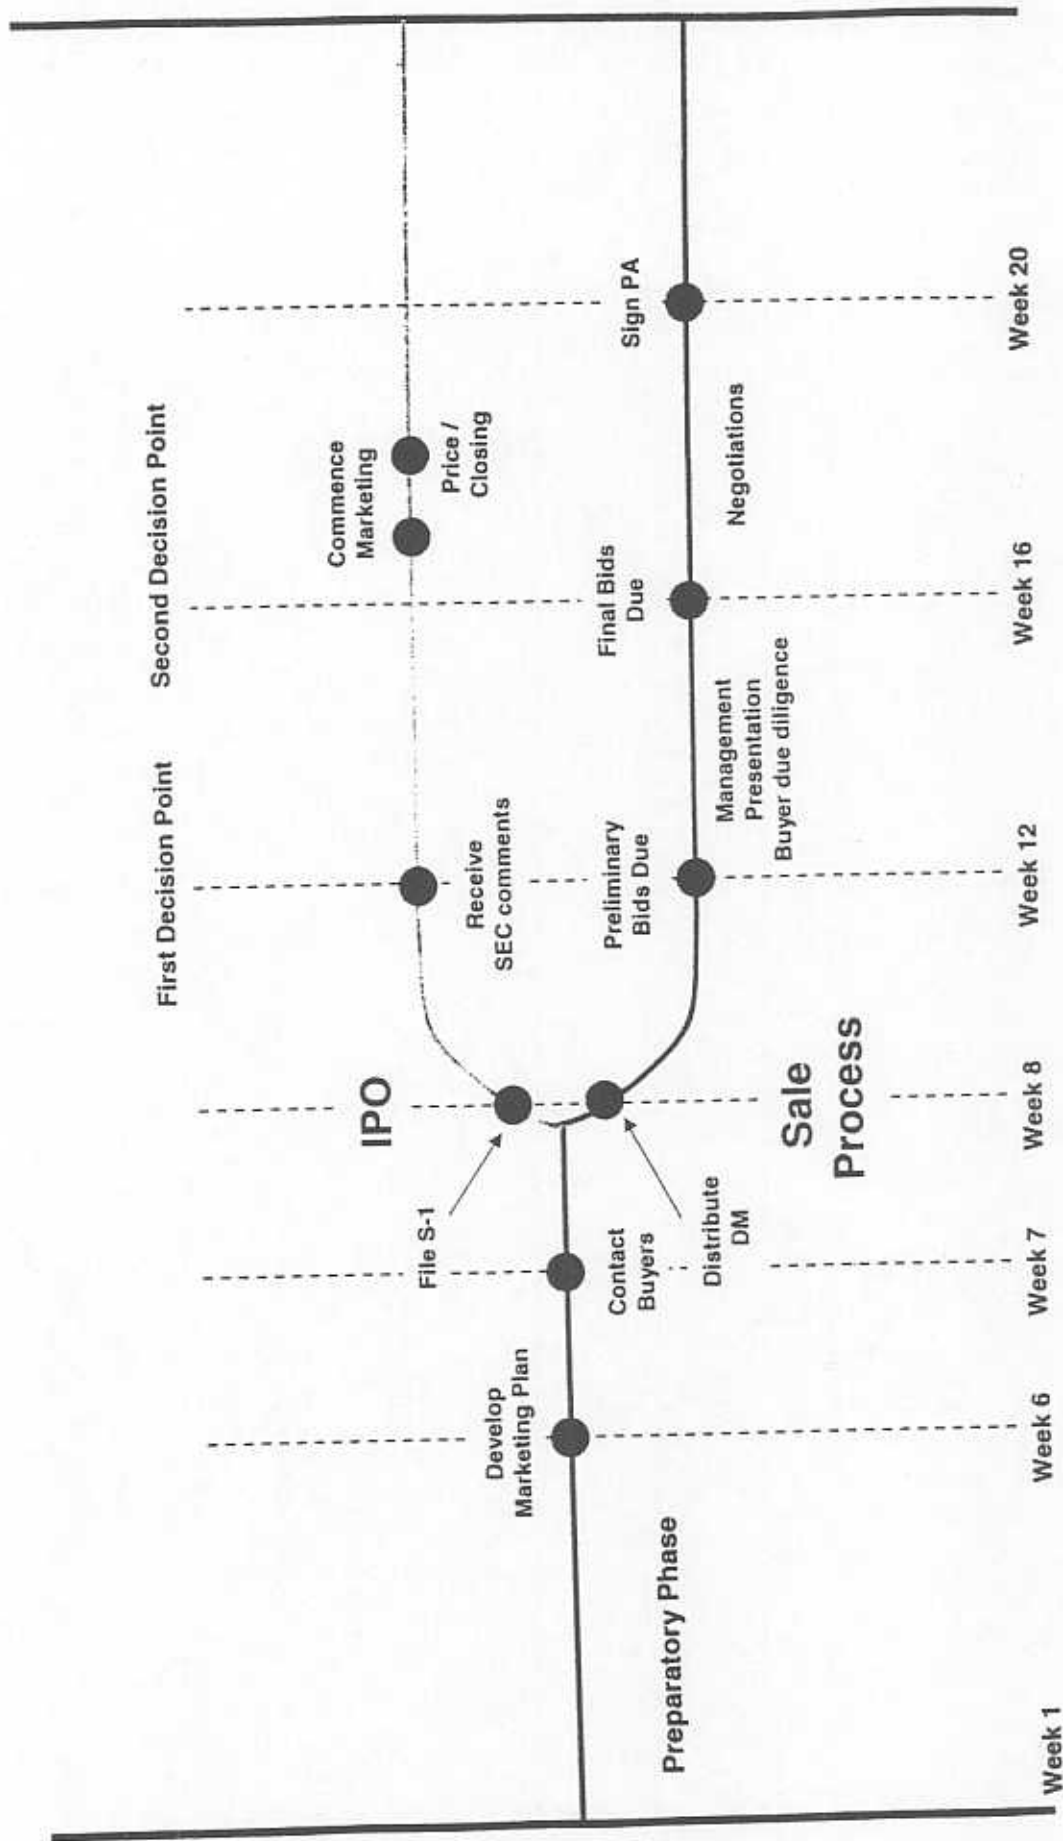 First Decision Point
Second Decision Point
IPO
Commence
Marketing
Price /
Closing
File S-1
Receive
SEC comments
Develop
Marketing Plan
Contact
Buyers
Distribute
DM
Preliminary
Bids Due
Final Bids
Due
Sign PA
Preparatory Phase
Sale
Process
Management
Presentation
Buyer due diligence
Negotiations
Week 1
Week 6
Week 7
Week 8
Week 12
Week 16
Week 20